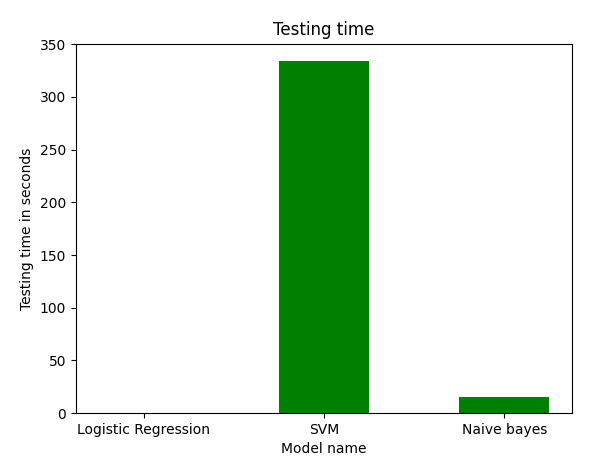 Testing time
350
300
250
200
150
100
50
0
Testing time in seconds
Logistic Regression SVM Naive bayes
Model name